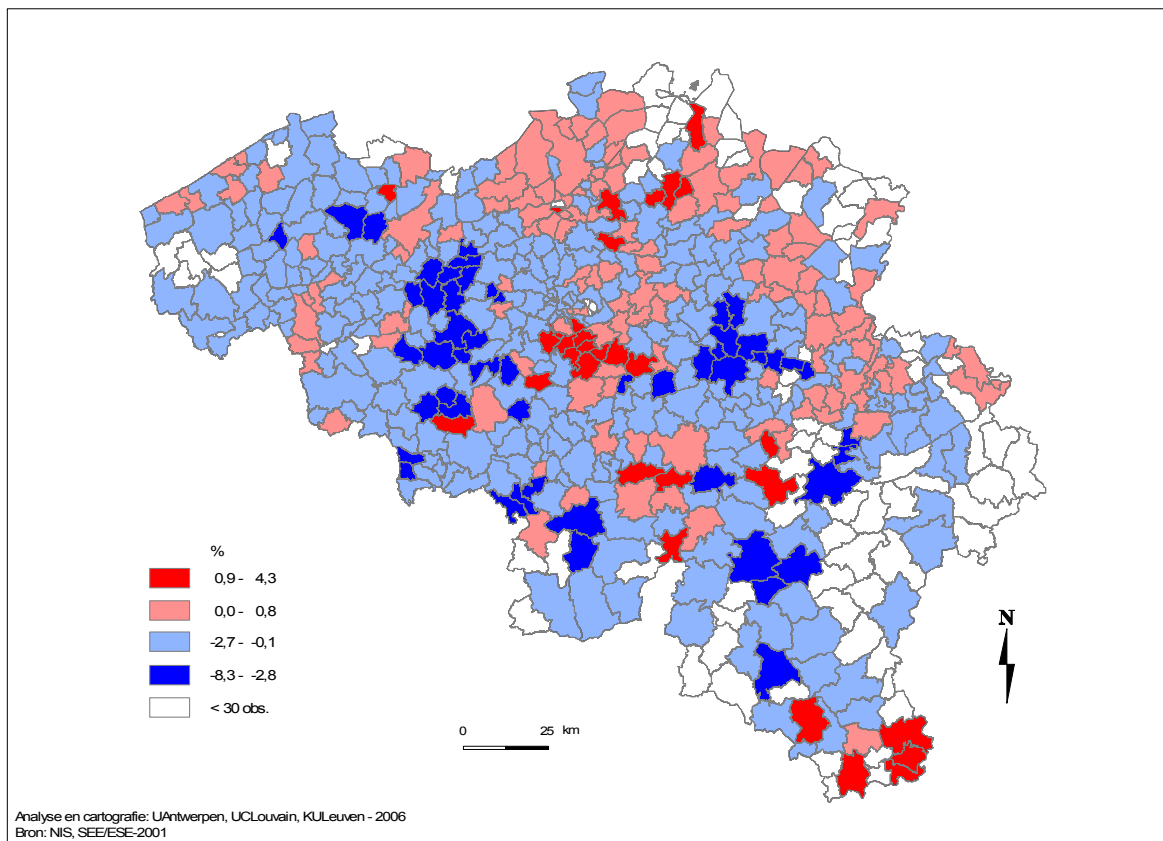 %
0,9 - 4,3
0,0 - 0,8
-2,7 - -0,1
-8,3 - -2,8
< 30 obs.
N
0 25 km
Analyse en cartografie: UAntwerpen, UCLouvain, KULeuven - 2006
Bron: NIS, SEE/ESE-2001